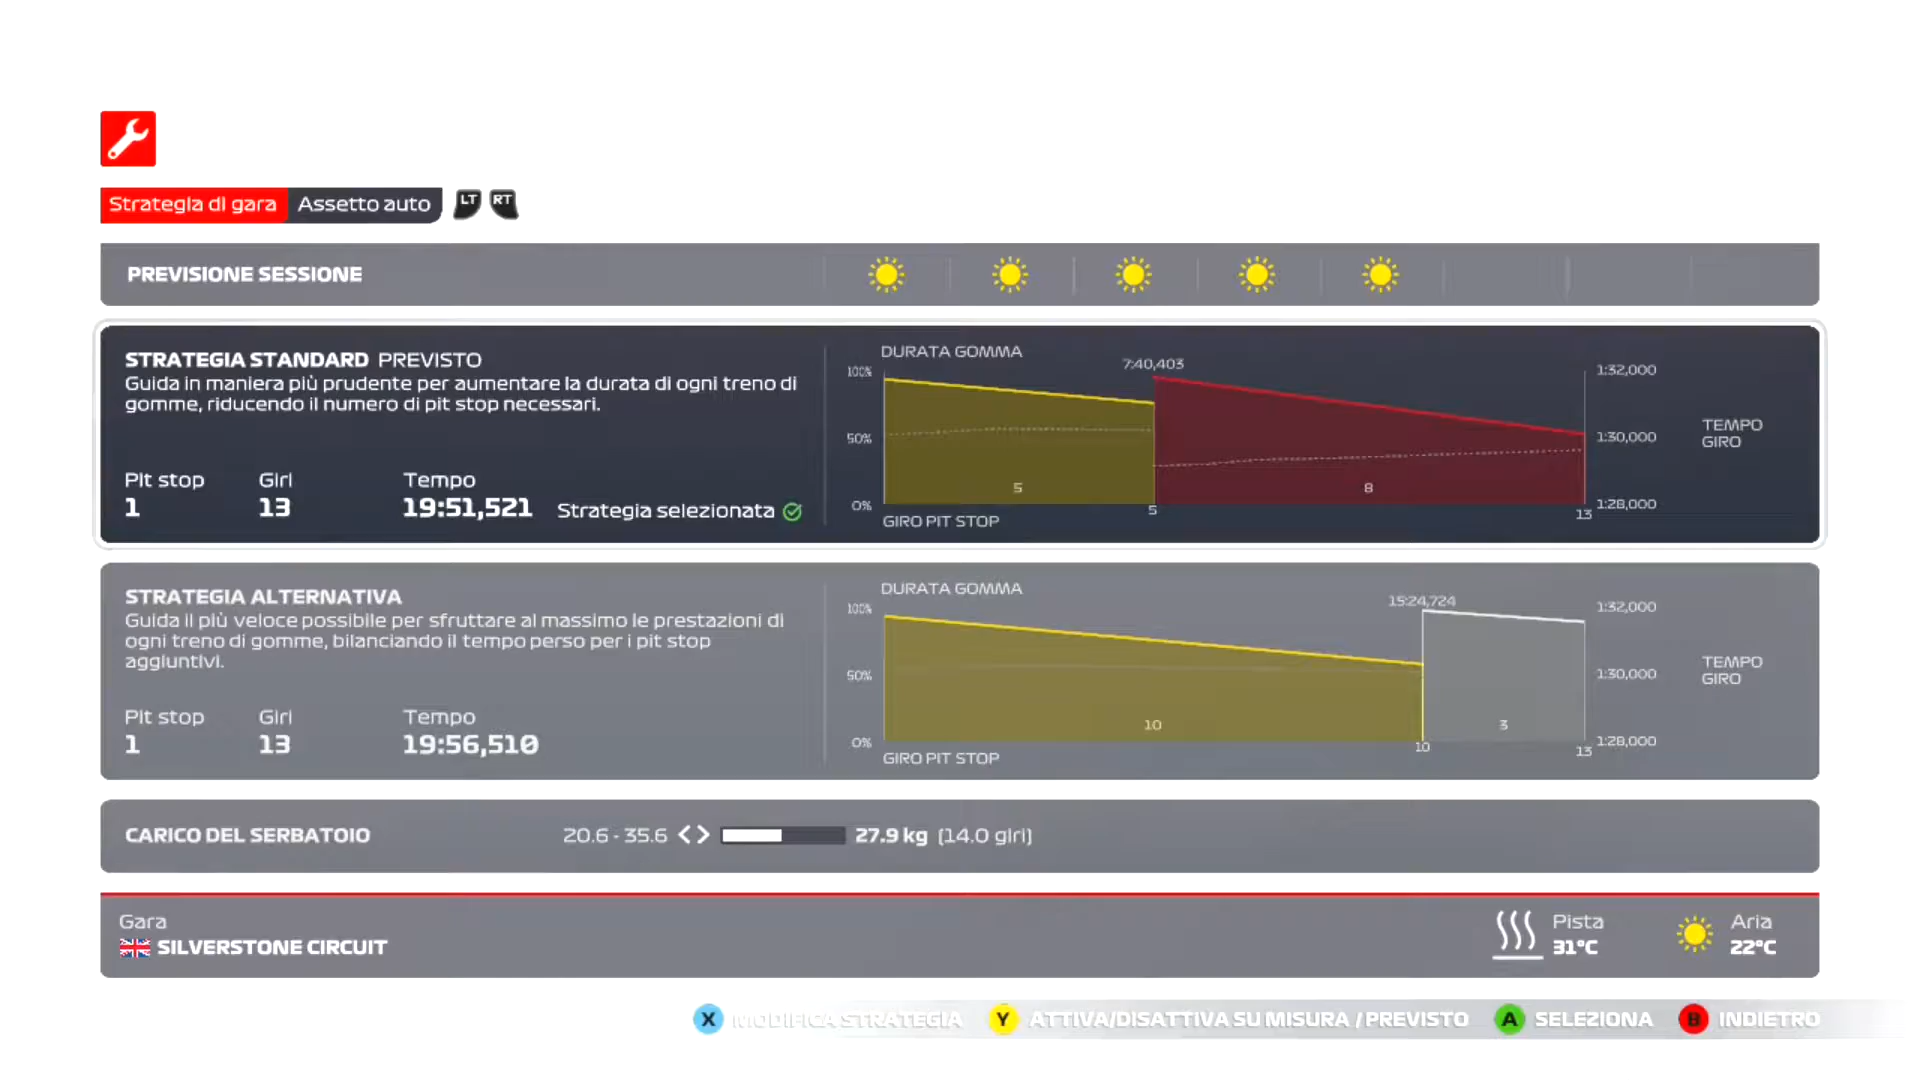 Strategia di gara Assetto auto LT RT
PREVISIONE SESSIONE
STRATEGIA STANDARD PREVISTO
Guida in maniera più prudente per aumentare la durata di ogni treno di
gomme, riducendo il numero di pit stop necessari.
Pit stop Giri Tempo
1 13 19:51,521 Strategia selezionata
DURATA GOMMA
7:40,403
100% 1:32,000
50% 1:30,000
TEMPO
GIRO
5 8
0% 5 13 1:28,000
GIRO PIT STOP
STRATEGIA ALTERNATIVA
Guida il più veloce possibile per sfruttare al massimo le prestazioni di
ogni treno di gomme, bilanciando il tempo perso per i pit stop
aggiuntivi.
Pit stop Giri Tempo
1 13 19:56,510
DURATA GOMMA
15:24,724
100% 1:32,000
50% 1:30,000
TEMPO
GIRO
10 3
0% 10 13 1:28,000
GIRO PIT STOP
CARICO DEL SERBATOIO 20.6 - 35.6 27.9 kg (14.0 giri)
Gara
SILVERSTONE CIRCUIT
Pista
31°C
Aria
22°C
X MODIFICA STRATEGIA Y ATTIVA/DISATTIVA SU MISURA / PREVISTO A SELEZIONA B INDIETRO